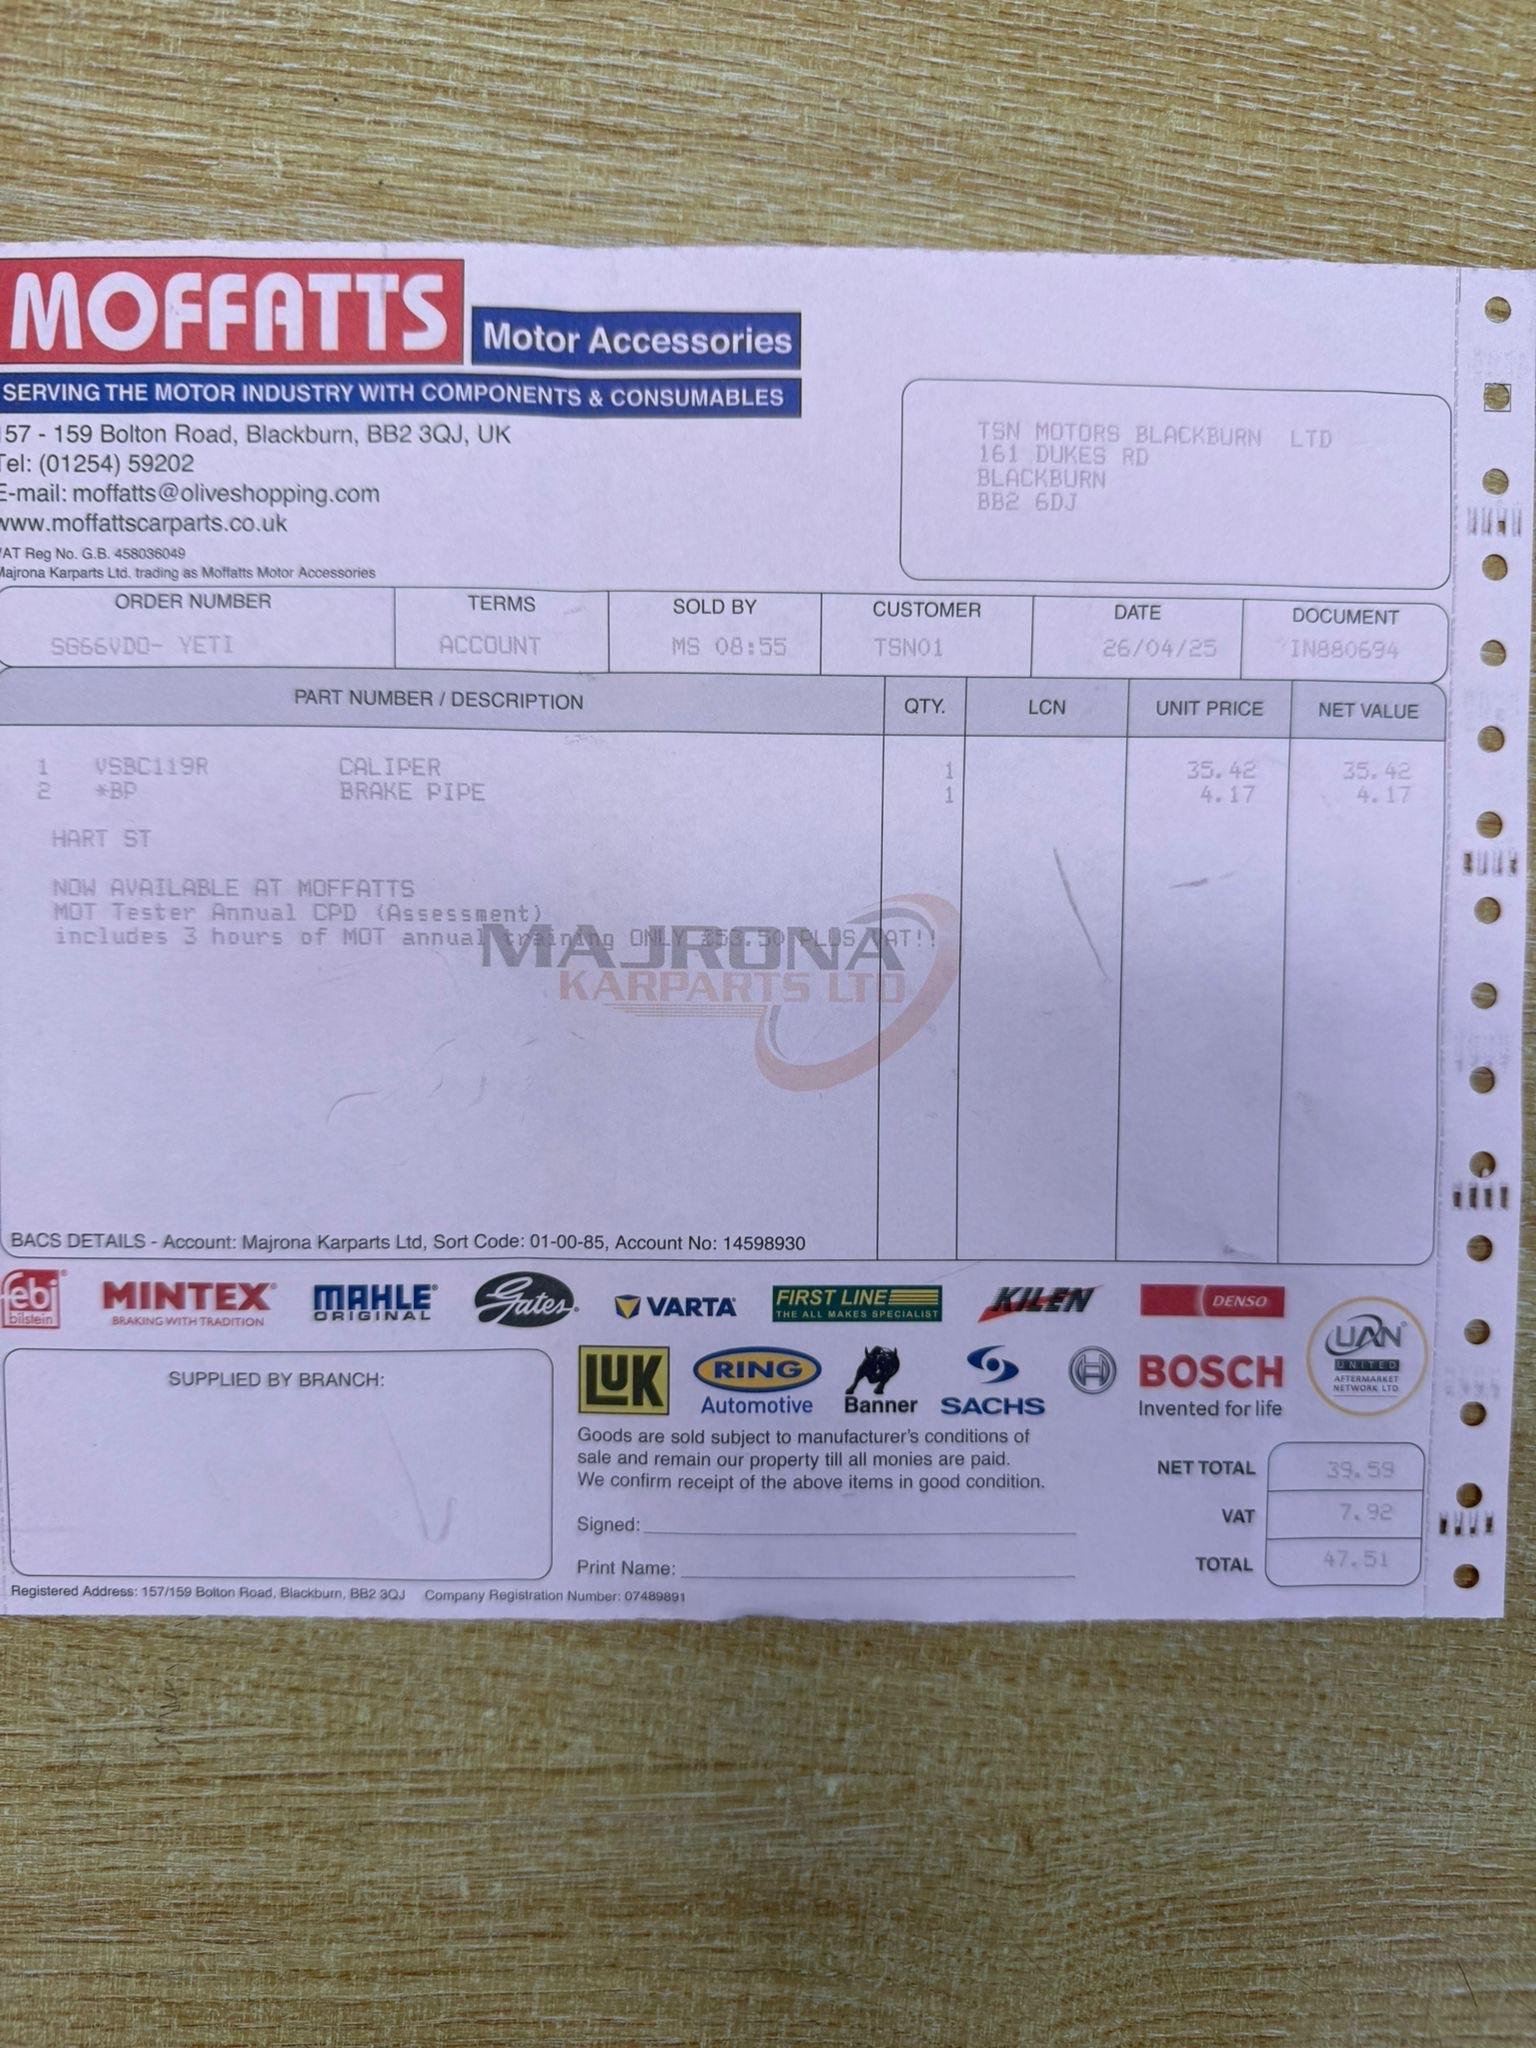 MOFFATTS
Motor Accessories
SERVING THE MOTOR INDUSTRY WITH COMPONENTS & CONSUMABLES
157 - 159 Bolton Road, Blackburn, BB2 3QJ, UK
Tel: (01254) 59202
E-mail: moffatts@oliveshopping.com
www.moffattscarparts.co.uk
VAT Reg No. G.B. 458036049
Majrona Karparts Ltd. trading as Moffatts Motor Accessories
TSN MOTORS BLACKBURN LTD
161 DUKES RD
BLACKBURN
BB2 6DJ
ORDER NUMBER TERMS SOLD BY CUSTOMER DATE DOCUMENT
SG66VDO- YETI ACCOUNT MS 08:55 TSN01 26/04/25 IN880694
PART NUMBER / DESCRIPTION QTY. LCN UNIT PRICE NET VALUE
1 VSBC119R CALIPER 1 35.42 35.42
2 *BP BRAKE PIPE 1 4.17 4.17
HART ST
NOW AVAILABLE AT MOFFATTS
MOT Tester Annual CPD (Assessment)
includes 3 hours of MOT annual training ONLY £53.50 PLUS VAT!!
MAJRONA
KARPARTS LTD
BACS DETAILS - Account: Majrona Karparts Ltd, Sort Code: 01-00-85, Account No: 14598930
febi bilstein
MINTEX BRAKING WITH TRADITION
MAHLE ORIGINAL
Gates
VARTA
FIRST LINE THE ALL MAKES SPECIALIST
KILEN
DENSO
UAN UNITED AFTERMARKET NETWORK LTD
LUK
RING Automotive
Banner
SACHS
BOSCH Invented for life
SUPPLIED BY BRANCH:
Goods are sold subject to manufacturer's conditions of
sale and remain our property till all monies are paid.
We confirm receipt of the above items in good condition.
Signed:
Print Name:
NET TOTAL 39.59
VAT 7.92
TOTAL 47.51
Registered Address: 157/159 Bolton Road, Blackburn, BB2 3QJ Company Registration Number: 07489891